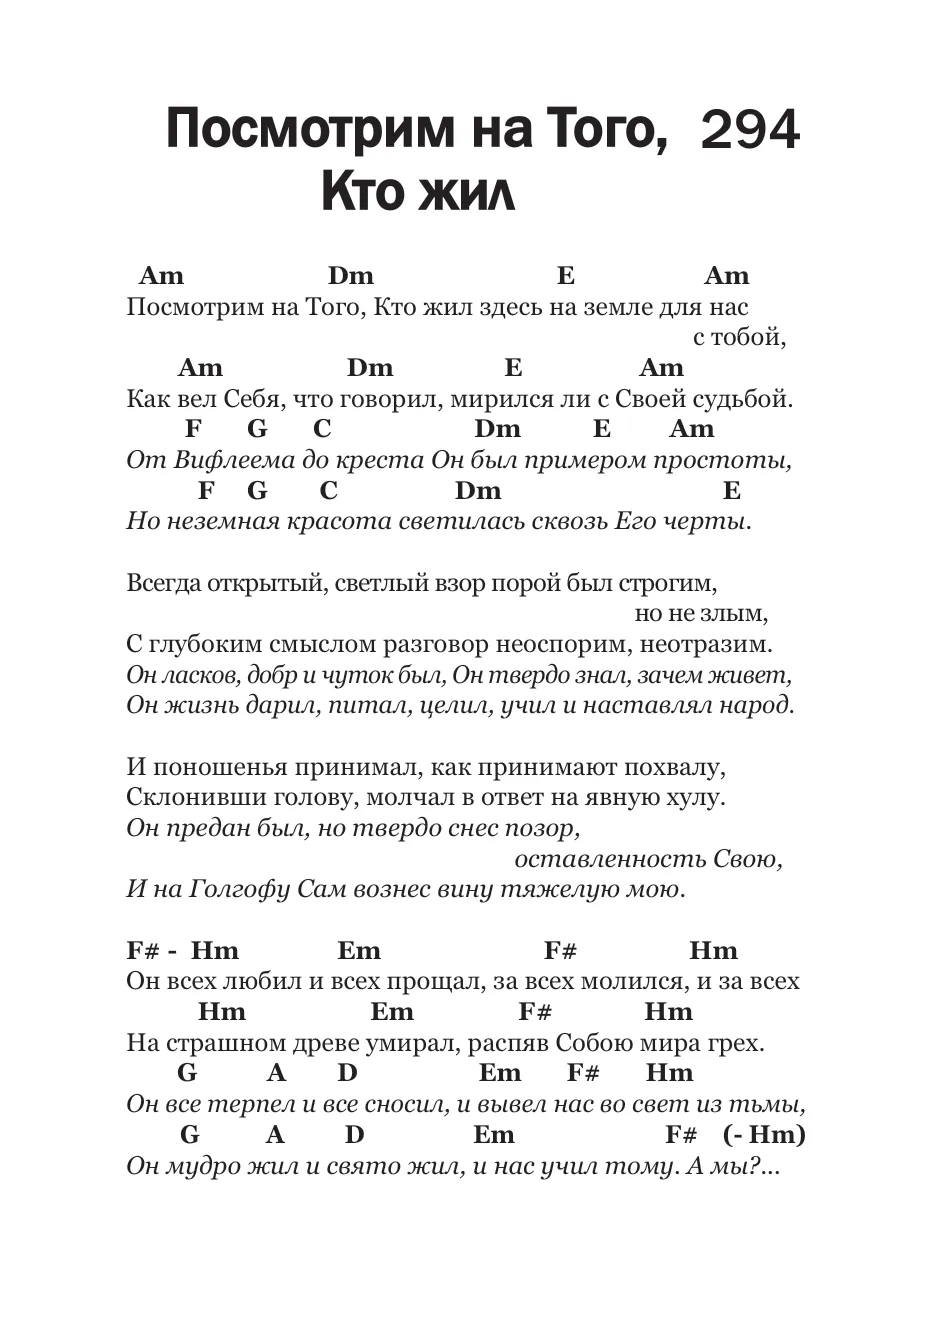 Посмотрим на Того, 294
Кто жил
Am Dm E Am
Посмотрим на Того, Кто жил здесь на земле для нас
с тобой,
Am Dm E Am
Как вел Себя, что говорил, мирился ли с Своей судьбой.
F G C Dm E Am
От Вифлеема до креста Он был примером простоты,
F G C Dm E
Но неземная красота светилась сквозь Его черты.
Всегда открытый, светлый взор порой был строгим,
но не злым,
С глубоким смыслом разговор неоспорим, неотразим.
Он ласков, добр и чуток был, Он твердо знал, зачем живет,
Он жизнь дарил, питал, целил, учил и наставлял народ.
И поношенья принимал, как принимают похвалу,
Склонивши голову, молчал в ответ на явную хулу.
Он предан был, но твердо снес позор,
оставленность Свою,
И на Голгофу Сам вознес вину тяжелую мою.
F# - Hm Em F# Hm
Он всех любил и всех прощал, за всех молился, и за всех
Hm Em F# Hm
На страшном древе умирал, распяв Собою мира грех.
G A D Em F# Hm
Он все терпел и все сносил, и вывел нас во свет из тьмы,
G A D Em F# (- Hm)
Он мудро жил и свято жил, и нас учил тому. А мы?...